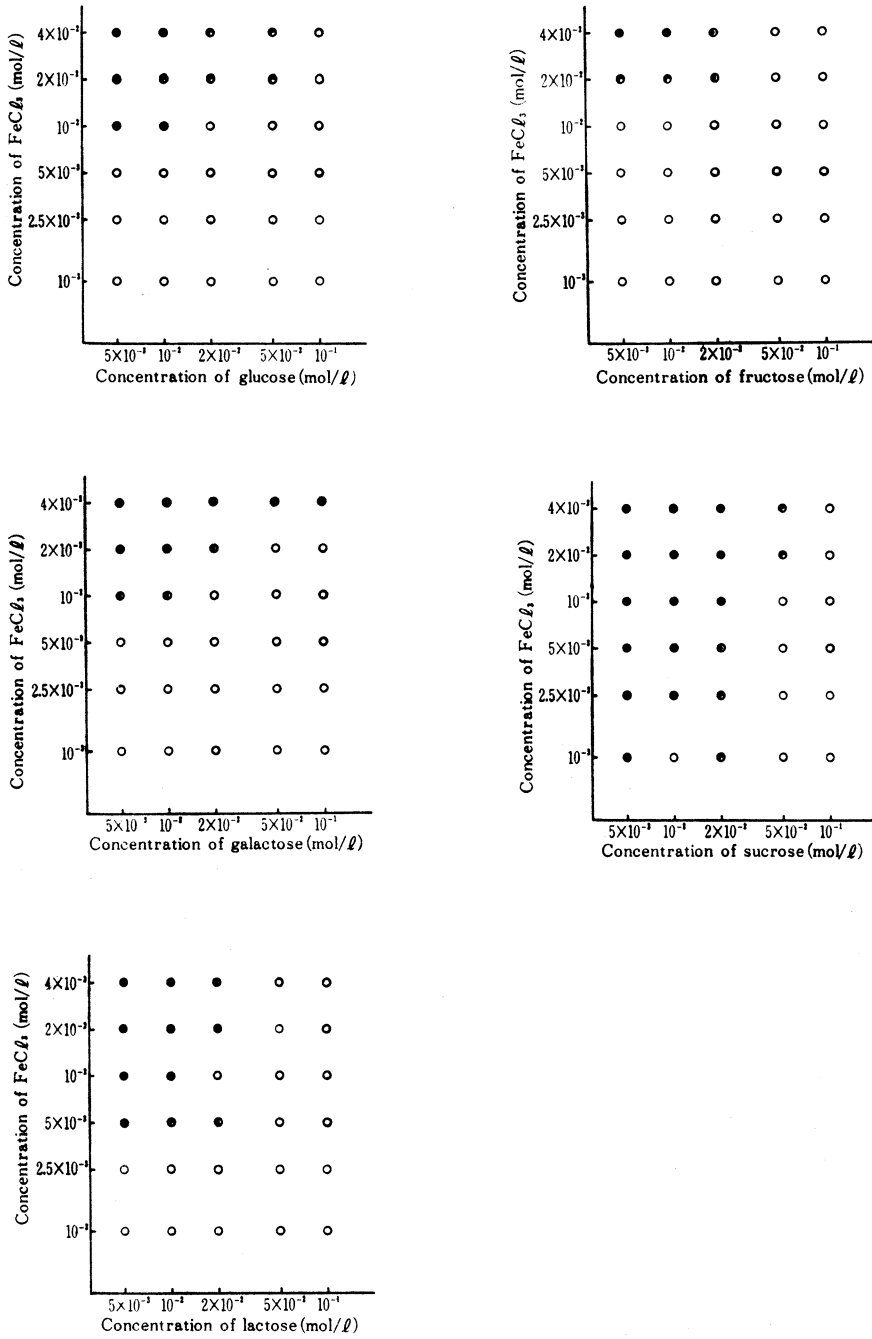 Concentration of FeCℓ₃ (mol/ℓ)
4×10⁻²
2×10⁻²
10⁻²
5×10⁻³
2.5×10⁻³
10⁻³
5×10⁻³ 10⁻² 2×10⁻² 5×10⁻² 10⁻¹
Concentration of glucose (mol/ℓ)
Concentration of FeCℓ₃ (mol/ℓ)
4×10⁻²
2×10⁻²
10⁻²
5×10⁻³
2.5×10⁻³
10⁻³
5×10⁻³ 10⁻² 2×10⁻² 5×10⁻² 10⁻¹
Concentration of fructose (mol/ℓ)
Concentration of FeCℓ₃ (mol/ℓ)
4×10⁻²
2×10⁻²
10⁻²
5×10⁻³
2.5×10⁻³
10⁻³
5×10⁻³ 10⁻² 2×10⁻² 5×10⁻² 10⁻¹
Concentration of galactose (mol/ℓ)
Concentration of FeCℓ₃ (mol/ℓ)
4×10⁻²
2×10⁻²
10⁻²
5×10⁻³
2.5×10⁻³
10⁻³
5×10⁻³ 10⁻² 2×10⁻² 5×10⁻² 10⁻¹
Concentration of sucrose (mol/ℓ)
Concentration of FeCℓ₃ (mol/ℓ)
4×10⁻²
2×10⁻²
10⁻²
5×10⁻³
2.5×10⁻³
10⁻³
5×10⁻³ 10⁻² 2×10⁻² 5×10⁻² 10⁻¹
Concentration of lactose (mol/ℓ)